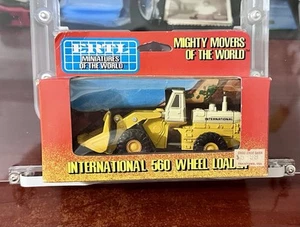 ERTL
MINIATURES
OF THE WORLD
MIGHTY MOVERS
OF THE WORLD
INTERNATIONAL
INTERNATIONAL 560 WHEEL LOADER